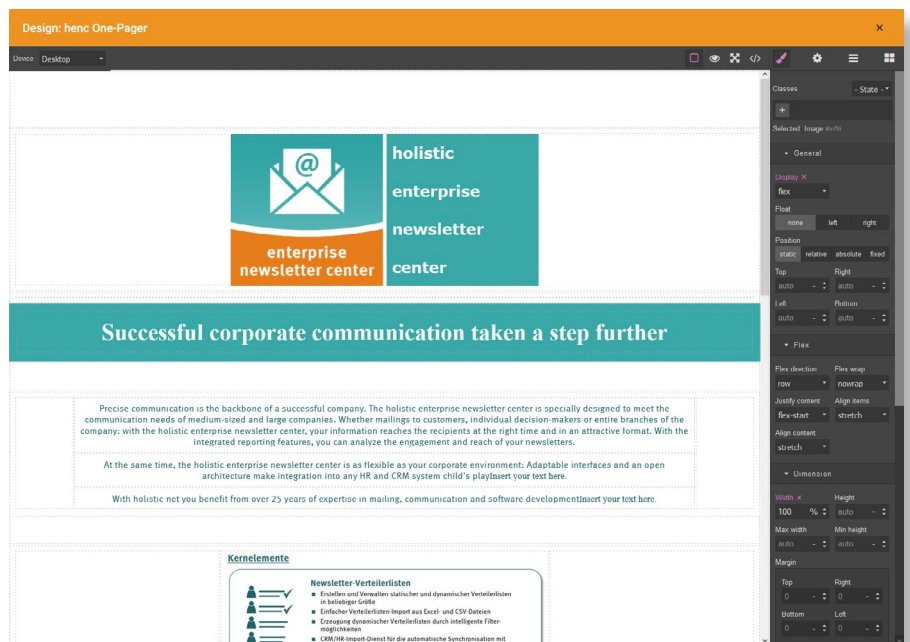 Design: henc One-Pager
×
Device Desktop
</>
@
enterprise
newsletter center
holistic
enterprise
newsletter
center
Successful corporate communication taken a step further
Precise communication is the backbone of a successful company. The holistic enterprise newsletter center is specially designed to meet the
communication needs of medium-sized and large companies. Whether mailings to customers, individual decision-makers or entire branches of the
company: with the holistic enterprise newsletter center, your information reaches the recipients at the right time and in an attractive format. With the
integrated reporting features, you can analyze the engagement and reach of your newsletters.
At the same time, the holistic enterprise newsletter center is as flexible as your corporate environment: Adaptable interfaces and an open
architecture make integration into any HR and CRM system child's playInsert your text here.
With holistic net you benefit from over 25 years of expertise in mailing, communication and software developmentInsert your text here.
Kernelemente
Newsletter-Verteilerlisten
Erstellen und Verwalten statischer und dynamischer Verteilerlisten
in beliebiger Größe
Einfacher Verteilerlisten-Import aus Excel- und CSV-Dateien
Erzeugung dynamischer Verteilerlisten durch intelligente Filter-
möglichkeiten
CRM/HR-Import-Dienst für die automatische Synchronisation mit
Classes - State -
+
Selected Image
General
Display ×
flex
Float
none left right
Position
static relative absolute fixed
Top Right
auto - auto -
Left Bottom
auto - auto -
Flex
Flex direction Flex wrap
row nowrap
Justify content Align items
flex-start stretch
Align content
stretch
Dimension
Width × Height
100 % auto -
Max width Min height
auto - auto -
Margin
Top Right
0 - 0 -
Bottom Left
0 - 0 -